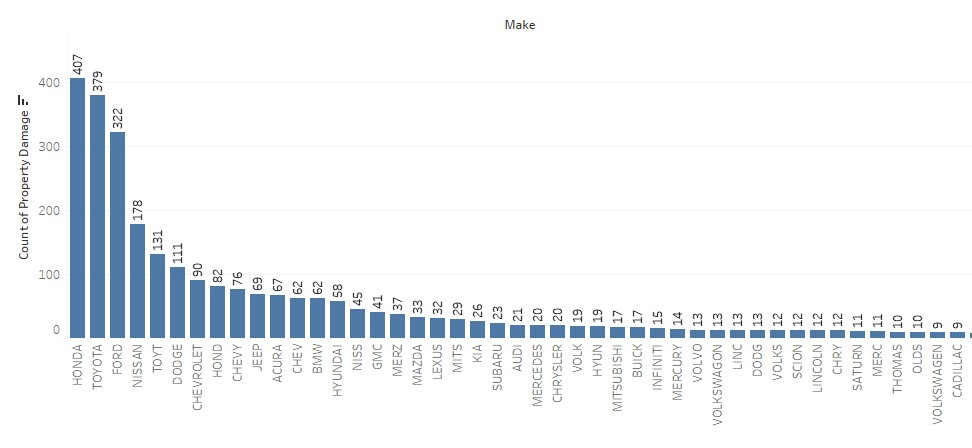 Make
Count of Property Damage
400
300
200
100
0
407
379
322
178
131
111
90
82
76
69
67
62
62
58
45
41
37
33
32
29
26
23
21
20
20
19
19
17
17
15
14
13
13
13
13
12
12
12
12
11
11
10
10
9
9
HONDA
TOYOTA
FORD
NISSAN
TOYT
DODGE
CHEVROLET
HOND
CHEVY
JEEP
ACURA
CHEV
BMW
HYUNDAI
NISS
GMC
MERZ
MAZDA
LEXUS
MITS
KIA
SUBARU
AUDI
MERCEDES
CHRYSLER
VOLK
HYUN
MITSUBISHI
BUICK
INFINITI
MERCURY
VOLVO
VOLKSWAGON
LINC
DODG
VOLKS
SCION
LINCOLN
CHRY
SATURN
MERC
THOMAS
OLDS
VOLKSWAGEN
CADILLAC